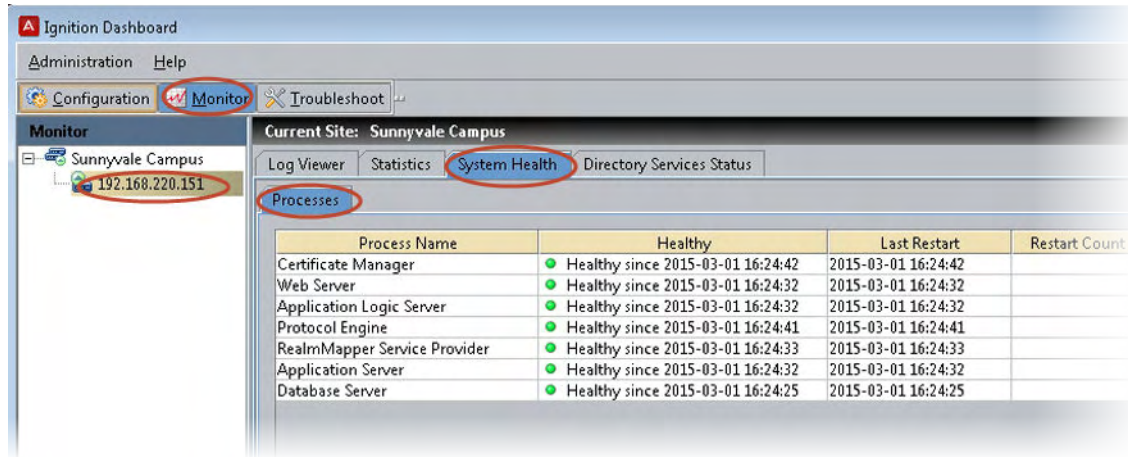 Ignition Dashboard
Administration Help
Configuration Monitor Troubleshoot
Monitor
Current Site: Sunnyvale Campus
Sunnyvale Campus
192.168.220.151
Log Viewer Statistics System Health Directory Services Status
Processes
Process Name Healthy Last Restart Restart Count
Certificate Manager Healthy since 2015-03-01 16:24:42 2015-03-01 16:24:42
Web Server Healthy since 2015-03-01 16:24:32 2015-03-01 16:24:32
Application Logic Server Healthy since 2015-03-01 16:24:32 2015-03-01 16:24:32
Protocol Engine Healthy since 2015-03-01 16:24:41 2015-03-01 16:24:41
RealmMapper Service Provider Healthy since 2015-03-01 16:24:33 2015-03-01 16:24:33
Application Server Healthy since 2015-03-01 16:24:32 2015-03-01 16:24:32
Database Server Healthy since 2015-03-01 16:24:25 2015-03-01 16:24:25